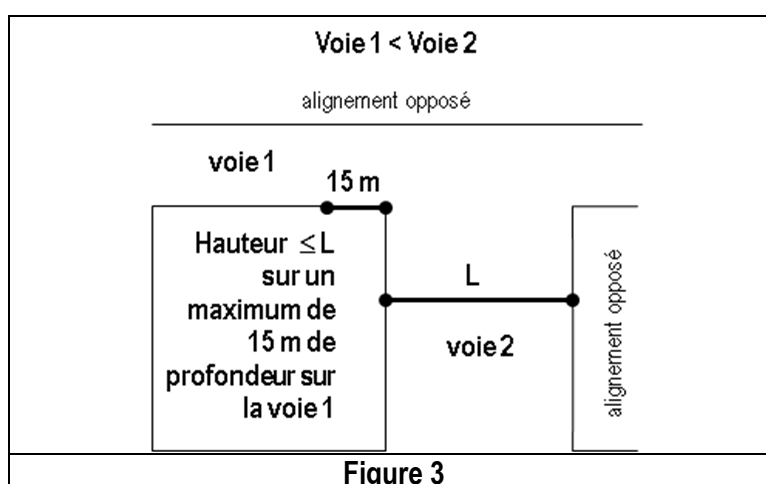 Voie 1 < Voie 2
alignement opposé
voie 1
15 m
Hauteur ≤ L
sur un
maximum de
15 m de
profondeur sur
la voie 1
L
voie 2
alignement opposé
Figure 3